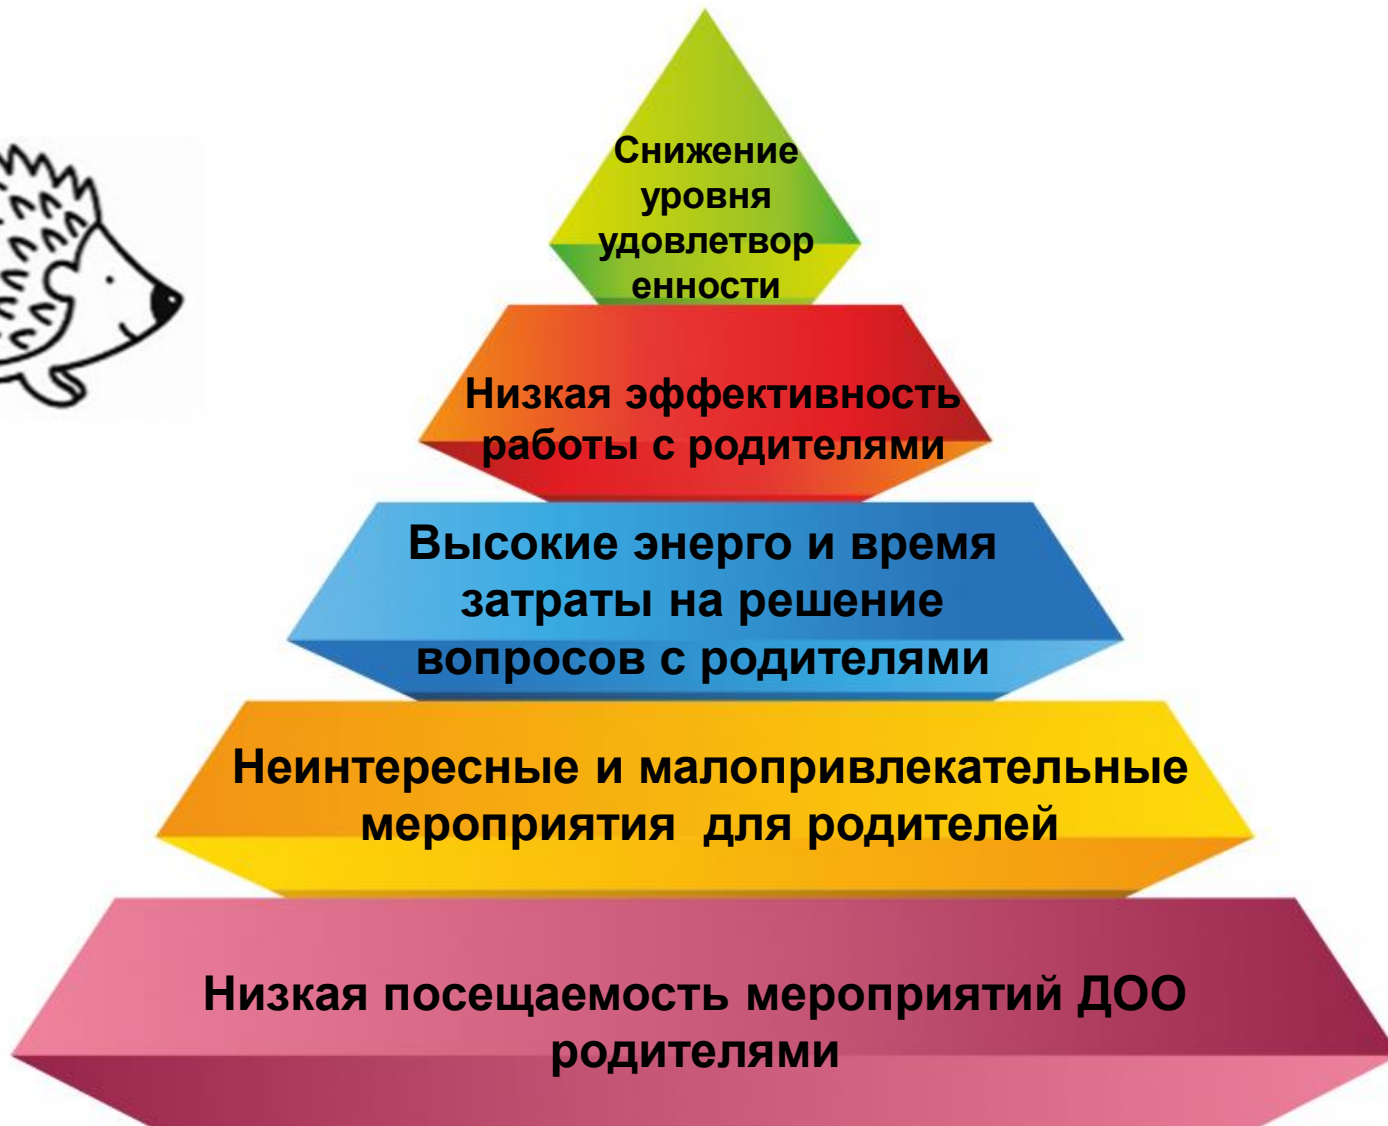 Снижение
уровня
удовлетвор
енности
Низкая эффективность
работы с родителями
Высокие энерго и время
затраты на решение
вопросов с родителями
Неинтересные и малопривлекательные
мероприятия  для родителей
Низкая посещаемость мероприятий ДОО
родителями